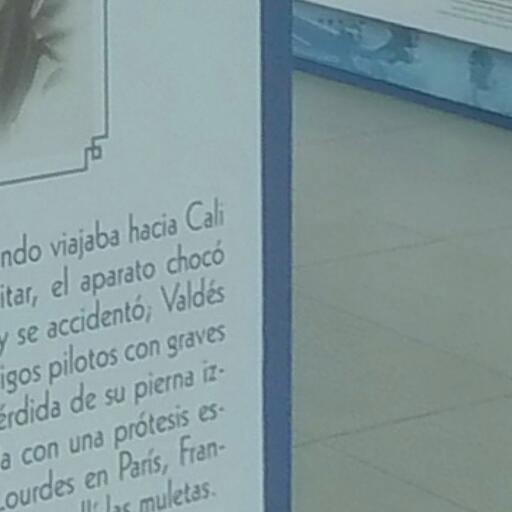 ndo viajaba hacia Cali
itar, el aparato chocó
y se accidentó; Valdés
igos pilotos con graves
érdida de su pierna iz-
a con una prótesis es-
Lourdes en París, Fran-
las muletas.